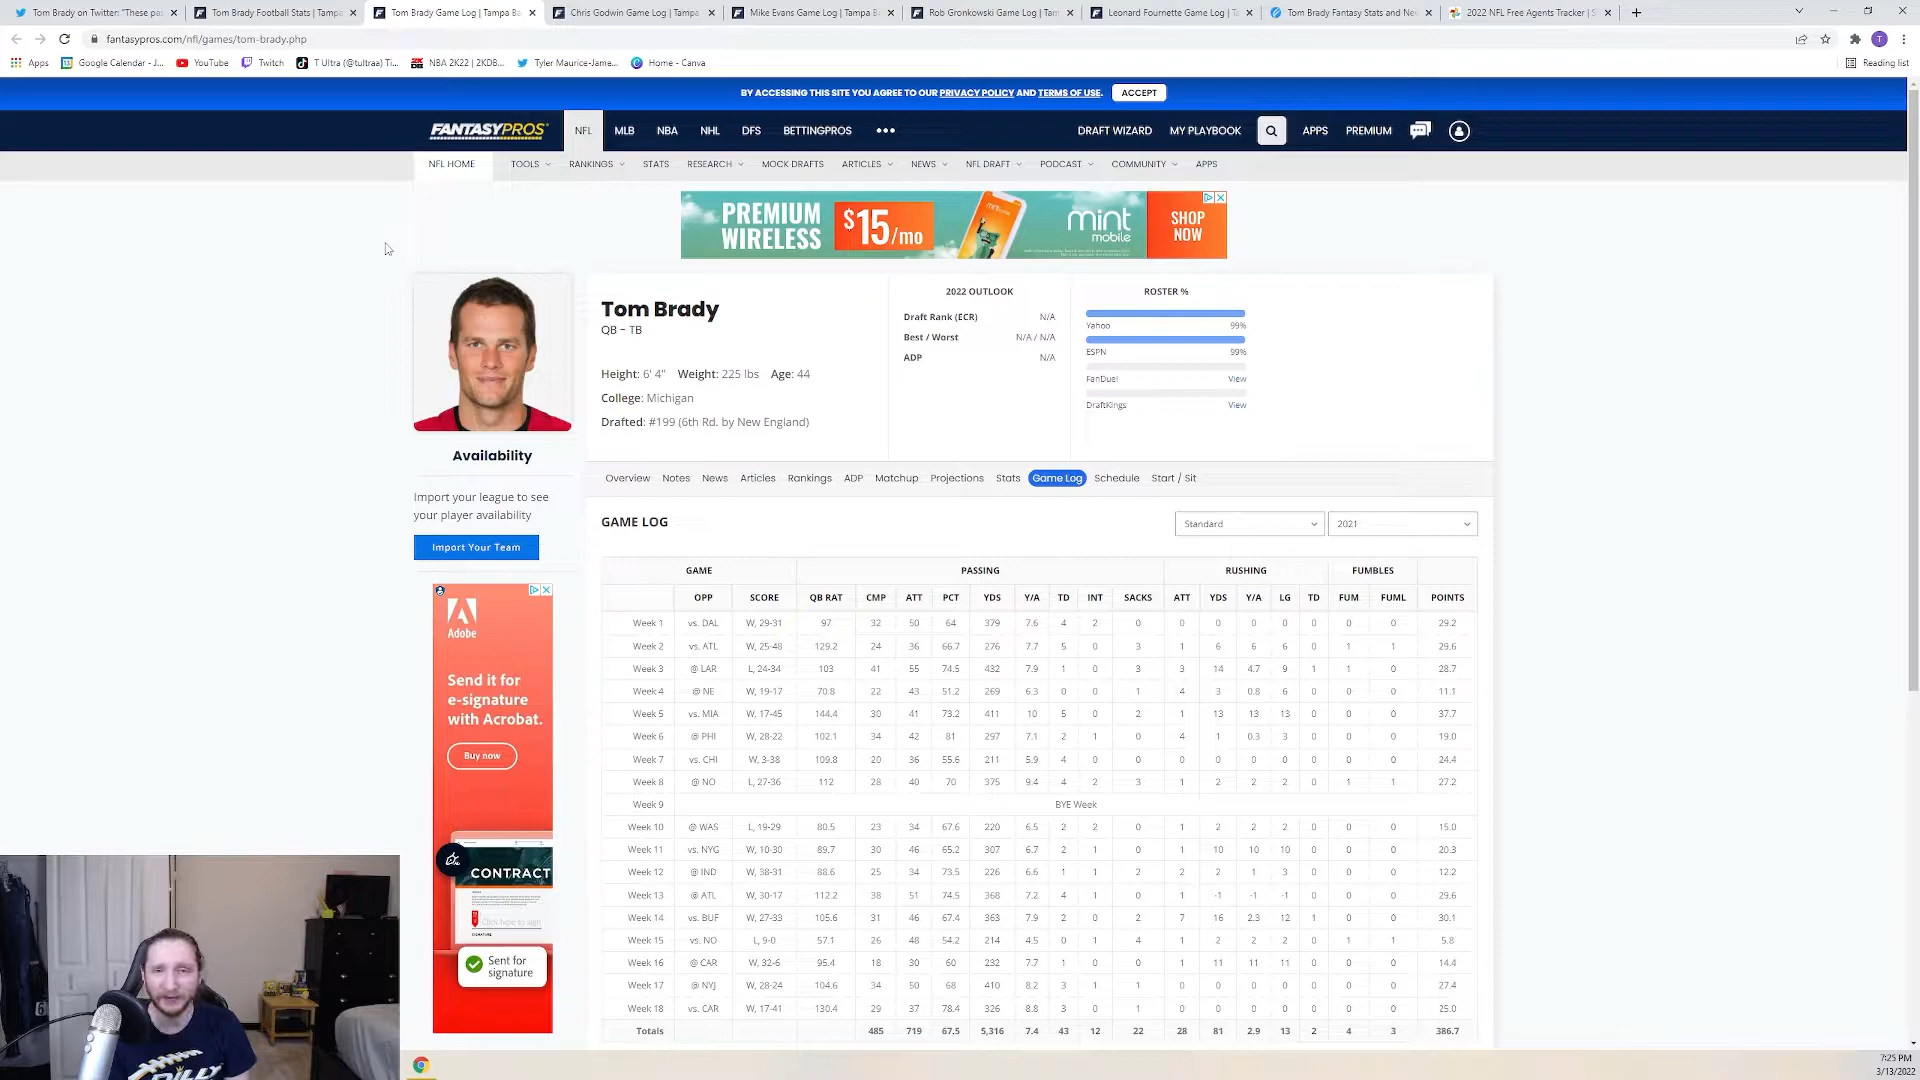 Tom Brady on Twitter: "These pas
Tom Brady Football Stats | Tampa
Tom Brady Game Log | Tampa Ba
Chris Godwin Game Log | Tampa
Mike Evans Game Log | Tampa B
Rob Gronkowski Game Log | Tam
Leonard Fournette Game Log | Ta
Tom Brady Fantasy Stats and Ne
2022 NFL Free Agents Tracker | S
fantasypros.com/nfl/games/tom-brady.php
T
Apps
Google Calendar - J...
YouTube
Twitch
T Ultra (@tultraa) Ti...
NBA 2K22 | 2KDB...
Tyler Maurice-Jame...
Home - Canva
Reading list
BY ACCESSING THIS SITE YOU AGREE TO OUR PRIVACY POLICY AND TERMS OF USE.
ACCEPT
FANTASYPROS
NFL
MLB
NBA
NHL
DFS
BETTINGPROS
DRAFT WIZARD
MY PLAYBOOK
APPS
PREMIUM
NFL HOME
TOOLS
RANKINGS
STATS
RESEARCH
MOCK DRAFTS
ARTICLES
NEWS
NFL DRAFT
PODCAST
COMMUNITY
APPS
PREMIUM
WIRELESS
$15/mo
mint
mobile
SHOP
NOW
Tom Brady
QB - TB
Height: 6' 4" Weight: 225 lbs Age: 44
College: Michigan
Drafted: #199 (6th Rd. by New England)
2022 OUTLOOK
Draft Rank (ECR) N/A
Best / Worst N/A / N/A
ADP N/A
ROSTER %
Yahoo 99%
ESPN 99%
FanDuel View
DraftKings View
Availability
Import your league to see
your player availability
Import Your Team
Overview Notes News Articles Rankings ADP Matchup Projections Stats Game Log Schedule Start / Sit
GAME LOG
Standard
2021
GAME PASSING RUSHING FUMBLES
OPP SCORE QB RAT CMP ATT PCT YDS Y/A TD INT SACKS ATT YDS Y/A LG TD FUM FUML POINTS
Week 1 vs. DAL W, 29-31 97 32 50 64 379 7.6 4 2 0 0 0 0 0 0 0 0 29.2
Week 2 vs. ATL W, 25-48 129.2 24 36 66.7 276 7.7 5 0 3 1 6 6 6 0 1 1 29.6
Week 3 @ LAR L, 24-34 103 41 55 74.5 432 7.9 1 0 3 3 14 4.7 9 1 1 0 28.7
Week 4 @ NE W, 19-17 70.8 22 43 51.2 269 6.3 0 0 1 4 3 0.8 6 0 0 0 11.1
Week 5 vs. MIA W, 17-45 144.4 30 41 73.2 411 10 5 0 2 1 13 13 13 0 0 0 37.7
Week 6 @ PHI W, 28-22 102.1 34 42 81 297 7.1 2 1 0 4 1 0.3 3 0 0 0 19.0
Week 7 vs. CHI W, 3-38 109.8 20 36 55.6 211 5.9 4 0 0 0 0 0 0 0 0 0 24.4
Week 8 @ NO L, 27-36 112 28 40 70 375 9.4 4 2 3 1 2 2 2 0 1 1 27.2
Week 9 BYE Week
Week 10 @ WAS L, 19-29 80.5 23 34 67.6 220 6.5 2 2 0 1 2 2 2 0 0 0 15.0
Week 11 vs. NYG W, 10-30 89.7 30 46 65.2 307 6.7 2 1 0 1 10 10 10 0 0 0 20.3
Week 12 @ IND W, 38-31 88.6 25 34 73.5 226 6.6 1 1 2 2 2 1 3 0 0 0 12.2
Week 13 @ ATL W, 30-17 112.2 38 51 74.5 368 7.2 4 1 0 1 -1 -1 -1 0 0 0 29.6
Week 14 vs. BUF W, 27-33 105.6 31 46 67.4 363 7.9 2 0 2 7 16 2.3 12 1 0 0 30.1
Week 15 vs. NO L, 9-0 57.1 26 48 54.2 214 4.5 0 1 4 1 2 2 2 0 1 1 5.8
Week 16 @ CAR W, 32-6 95.4 18 30 60 232 7.7 1 0 0 1 11 11 11 0 0 0 14.4
Week 17 @ NYJ W, 28-24 104.6 34 50 68 410 8.2 3 1 1 0 0 0 0 0 0 0 27.4
Week 18 vs. CAR W, 17-41 130.4 29 37 78.4 326 8.8 3 0 1 0 0 0 0 0 0 0 25.0
Totals 485 719 67.5 5,316 7.4 43 12 22 28 81 2.9 13 2 4 3 386.7
Adobe
Send it for
e-signature
with Acrobat.
Buy now
CONTRACT
Click here to sign
SIGNATURE
Sent for
signature
7:25 PM
3/13/2022